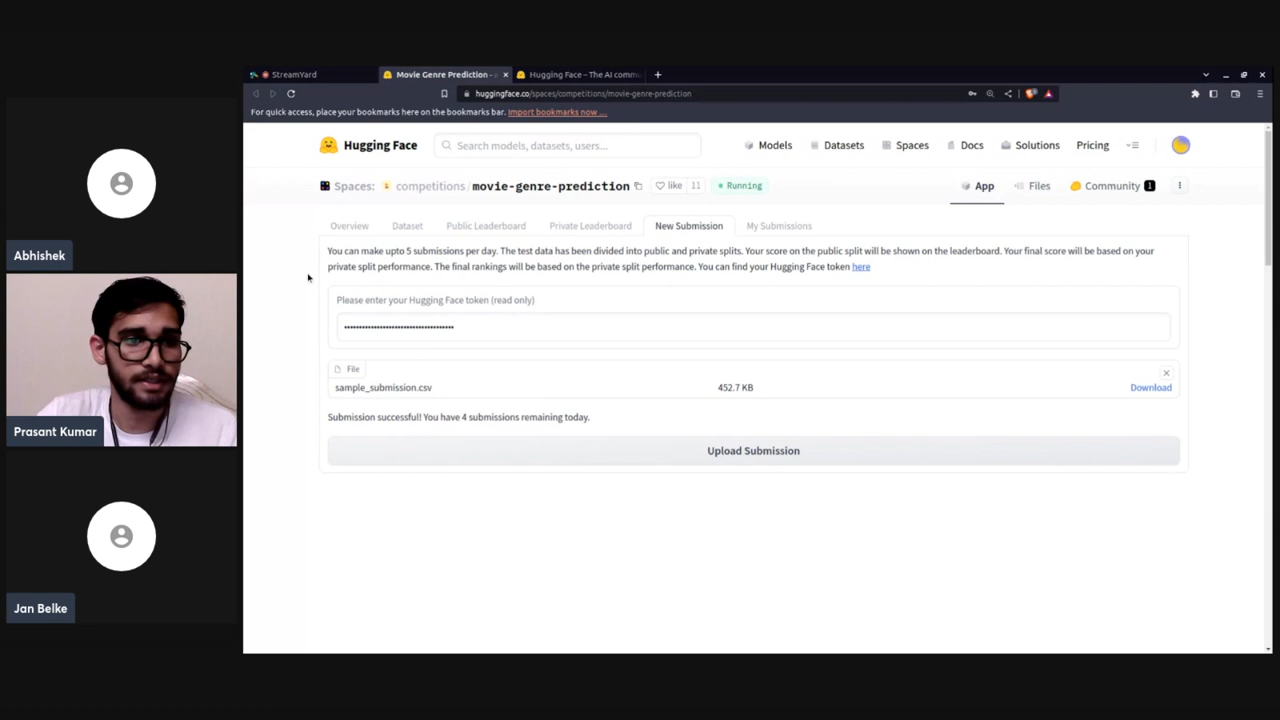 StreamYard
Movie Genre Prediction - a
Hugging Face – The AI comm
huggingface.co/spaces/competitions/movie-genre-prediction
For quick access, place your bookmarks here on the bookmarks bar. Import bookmarks now ...
Hugging Face
Search models, datasets, users...
Models
Datasets
Spaces
Docs
Solutions
Pricing
Spaces: competitions/movie-genre-prediction
like 11
Running
App
Files
Community 1
Overview
Dataset
Public Leaderboard
Private Leaderboard
New Submission
My Submissions
You can make upto 5 submissions per day. The test data has been divided into public and private splits. Your score on the public split will be shown on the leaderboard. Your final score will be based on your
private split performance. The final rankings will be based on the private split performance. You can find your Hugging Face token here
Please enter your Hugging Face token (read only)
File
sample_submission.csv 452.7 KB Download
Submission successful! You have 4 submissions remaining today.
Upload Submission
Abhishek
Prasant Kumar
Jan Belke